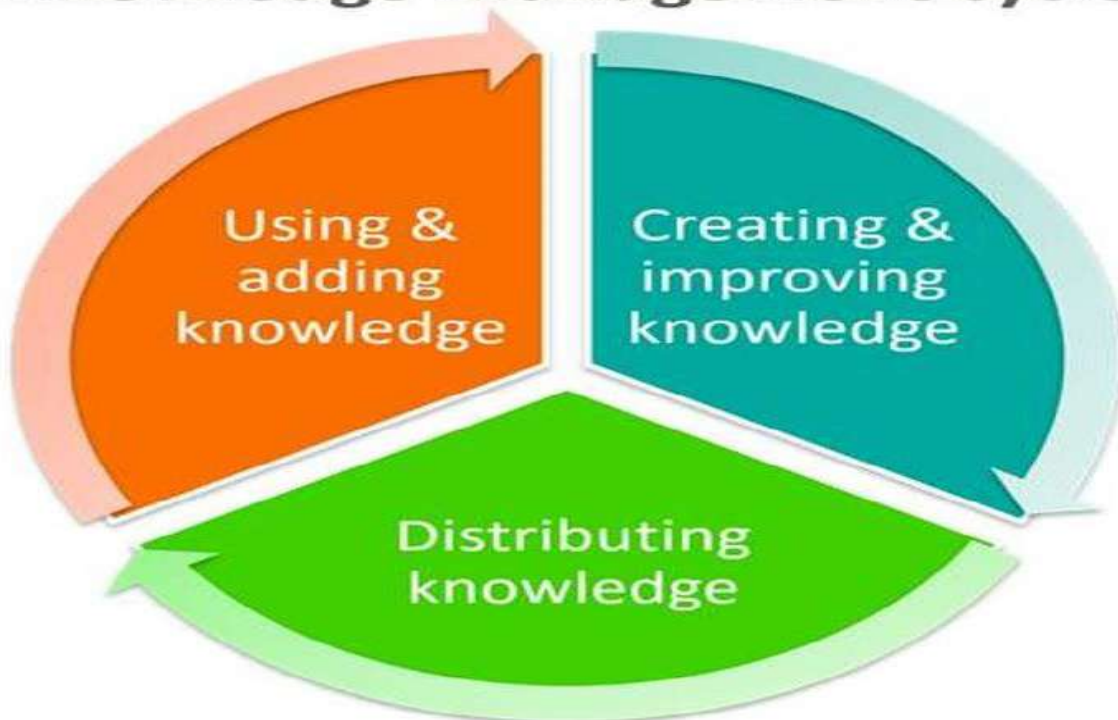 Creating &
improving
knowledge
Distributing
knowledge
Using &
adding
knowledge